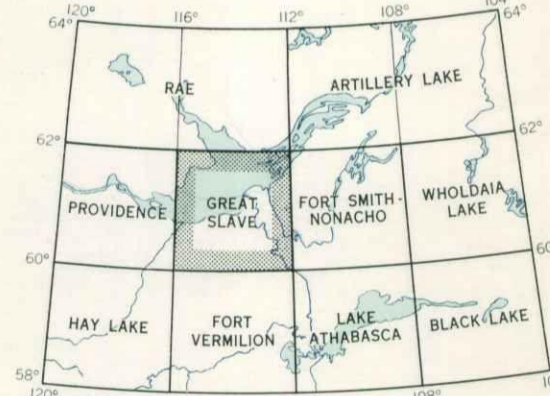 120° 116° 112° 108° 104°
64° 64°
RAE ARTILLERY LAKE
62° 62°
PROVIDENCE GREAT SLAVE FORT SMITH - NONACHO WHOLDAIA LAKE
60° 60°
HAY LAKE FORT VERMILION LAKE ATHABASCA BLACK LAKE
58°
120° 108°